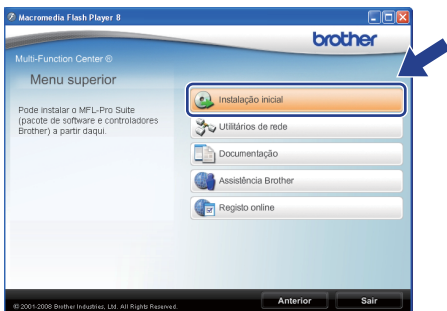 Macromedia Flash Player 8
brother
Multi-Function Center ®
Menu superior
Pode instalar o MFL-Pro Suite
(pacote de software e controladores
Brother) a partir daqui.
Instalação inicial
Utilitários de rede
Documentação
Assistência Brother
Registo online
© 2001-2008 Brother Industries, Ltd. All Rights Reserved.
Anterior
Sair